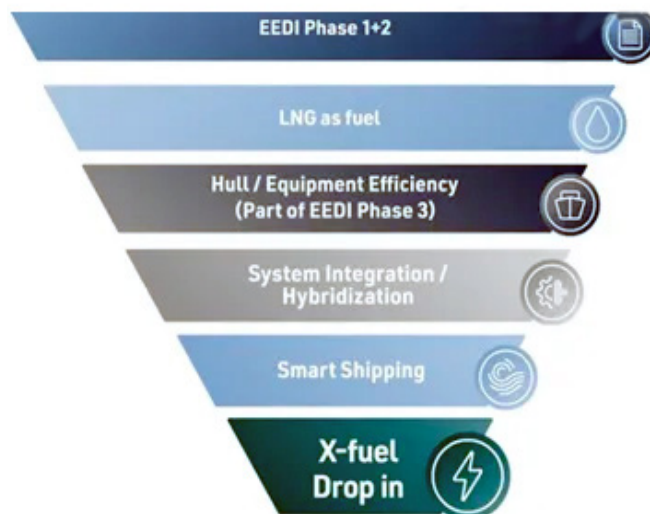 EEDI Phase 1+2
LNG as fuel
Hull / Equipment Efficiency
(Part of EEDI Phase 3)
System Integration /
Hybridization
Smart Shipping
X-fuel
Drop in